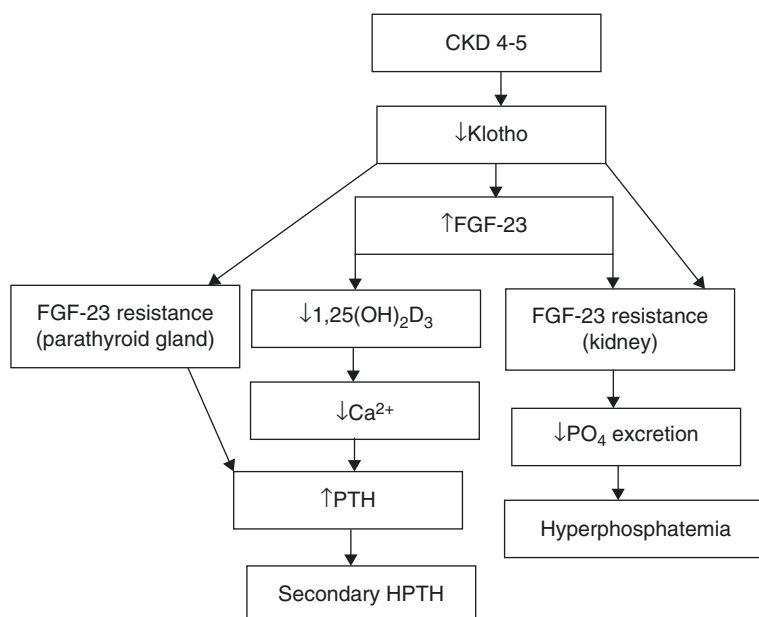 CKD 4-5
↓Klotho
↑FGF-23
FGF-23 resistance
(parathyroid gland)
↓1,25(OH)₂D₃
FGF-23 resistance
(kidney)
↓Ca²⁺
↓PO₄ excretion
↑PTH
Hyperphosphatemia
Secondary HPTH